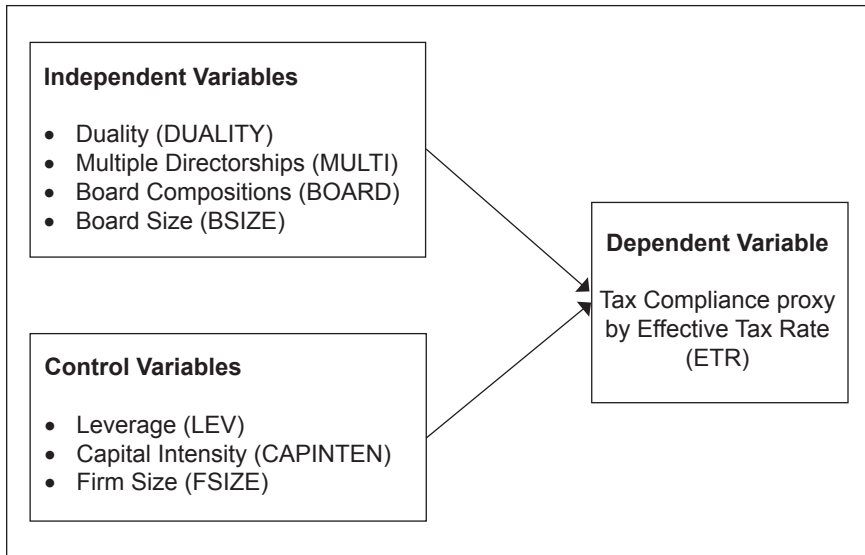 Independent Variables
• Duality (DUALITY)
• Multiple Directorships (MULTI)
• Board Compositions (BOARD)
• Board Size (BSIZE)
Dependent Variable
Tax Compliance proxy
by Effective Tax Rate
(ETR)
Control Variables
• Leverage (LEV)
• Capital Intensity (CAPINTEN)
• Firm Size (FSIZE)